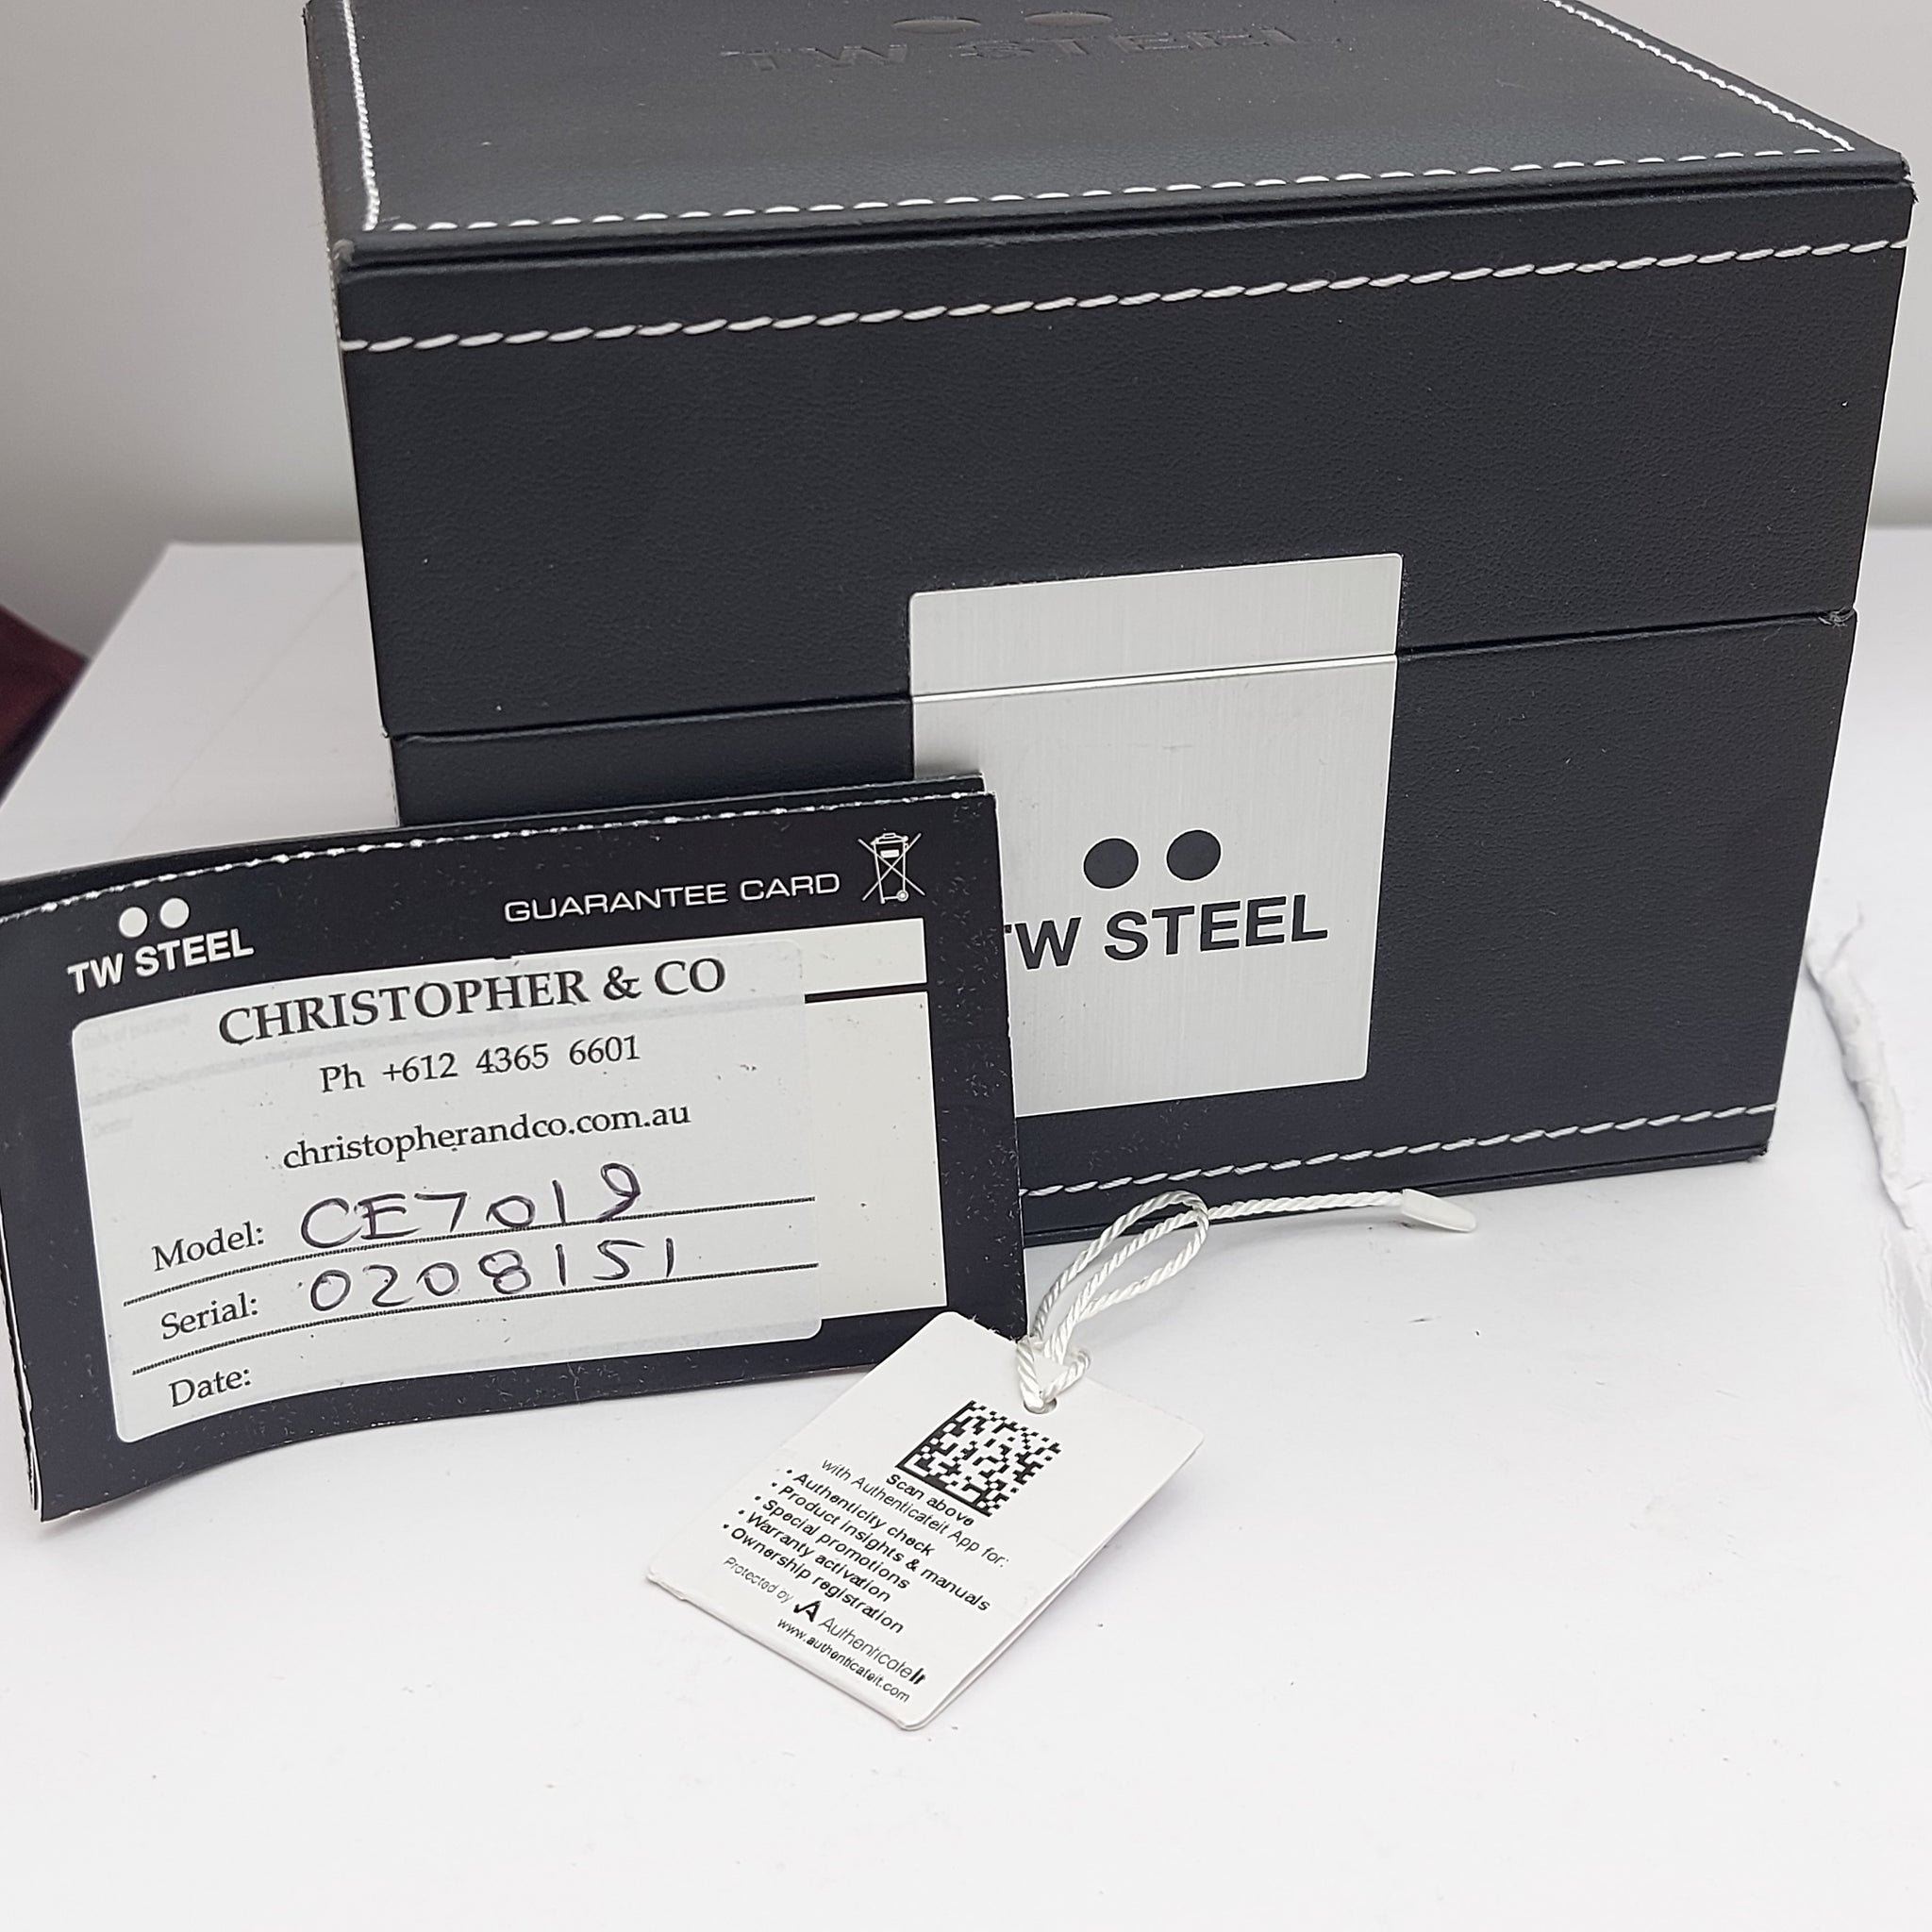 TW STEEL
TW STEEL
TW STEEL
GUARANTEE CARD
CHRISTOPHER & CO
Ph +612 4365 6601
christopherandco.com.au
Model: CE7019
Serial: 0208151
Date:
Scan above
with Authenticateit App for:
• Authenticity check
• Product insights & manuals
• Special promotions
• Warranty activation
• Ownership registration
Protected by AuthenticateIt
www.authenticateit.com